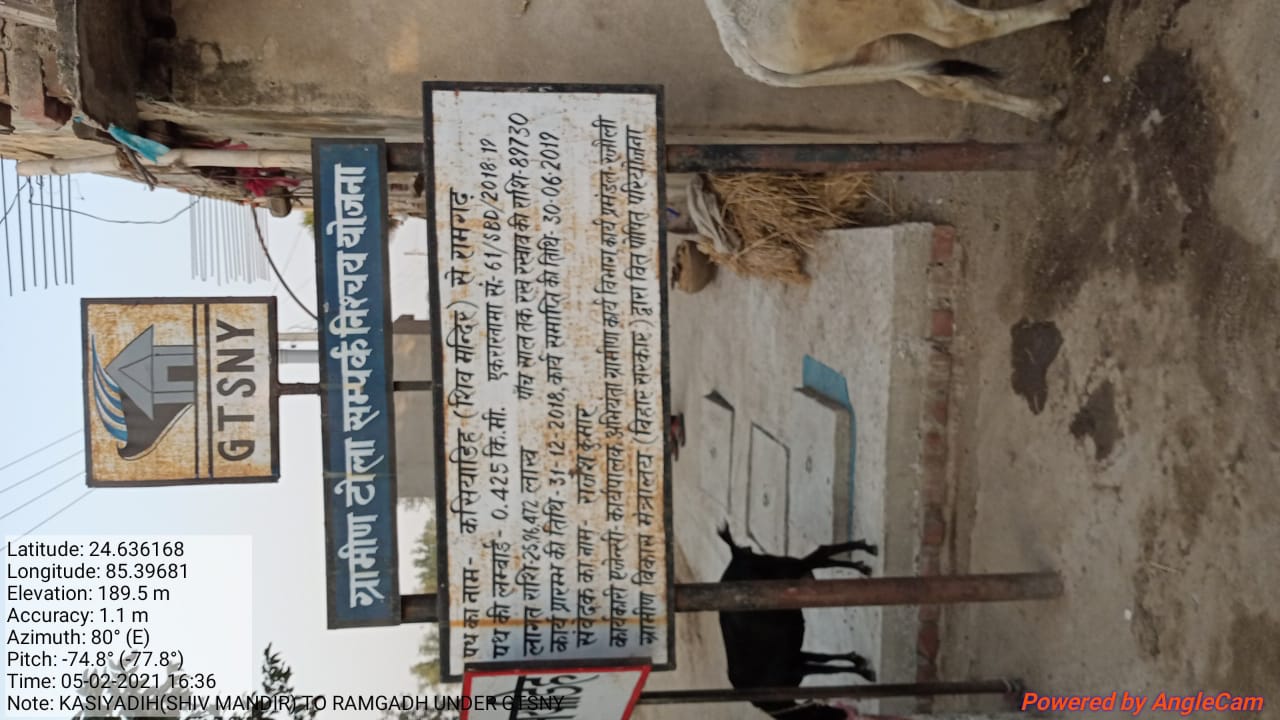 GTSNY
ग्रामीण टोला सम्पर्क निश्चय योजना
पथ का नाम- कसियाडिह (शिव मन्दिर) से रामगढ़
पथ की लम्बाई- 0.425 कि.मी. एकरारनामा सं:- 61/SBD/2018-19
लागत राशि:- लाख्य पाँच साल तक रख रखाव की राशि- 89730
कार्य प्रारम्भ की तिथि- 31-12-2018, कार्य समाप्ति की तिथि- 30-06-2019
संवेदक का नाम- राकेश कुमार
कार्यकारी एजेन्सी- कार्यपालक अभियंता ग्रामीण कार्य विभाग कार्य प्रमंडल
ग्रामीण विकास मंत्रालय (बिहार सरकार) द्वारा वित पोषित परियोजना
Latitude: 24.636168
Longitude: 85.39681
Elevation: 189.5 m
Accuracy: 1.1 m
Azimuth: 80° (E)
Pitch: -74.8° (-77.8°)
Time: 05-02-2021 16:36
Note: KASIYADIH(SHIV MANDIR) TO RAMGADH UNDER GTSNY
Powered by AngleCam